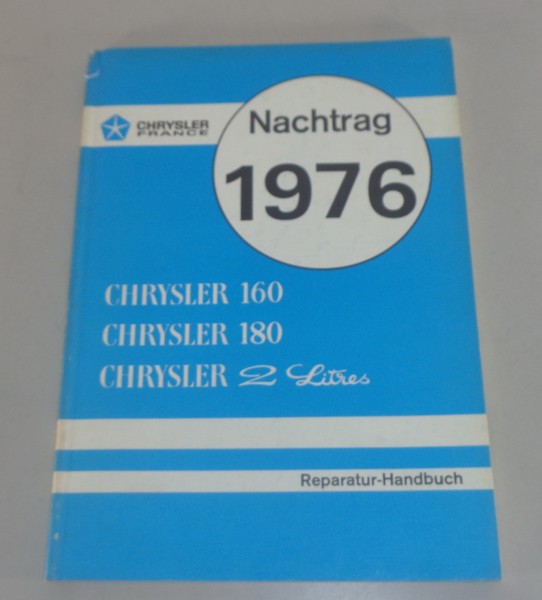 CHRYSLER
FRANCE
Nachtrag
1976
CHRYSLER 160
CHRYSLER 180
CHRYSLER 2 Litres
Reparatur-Handbuch